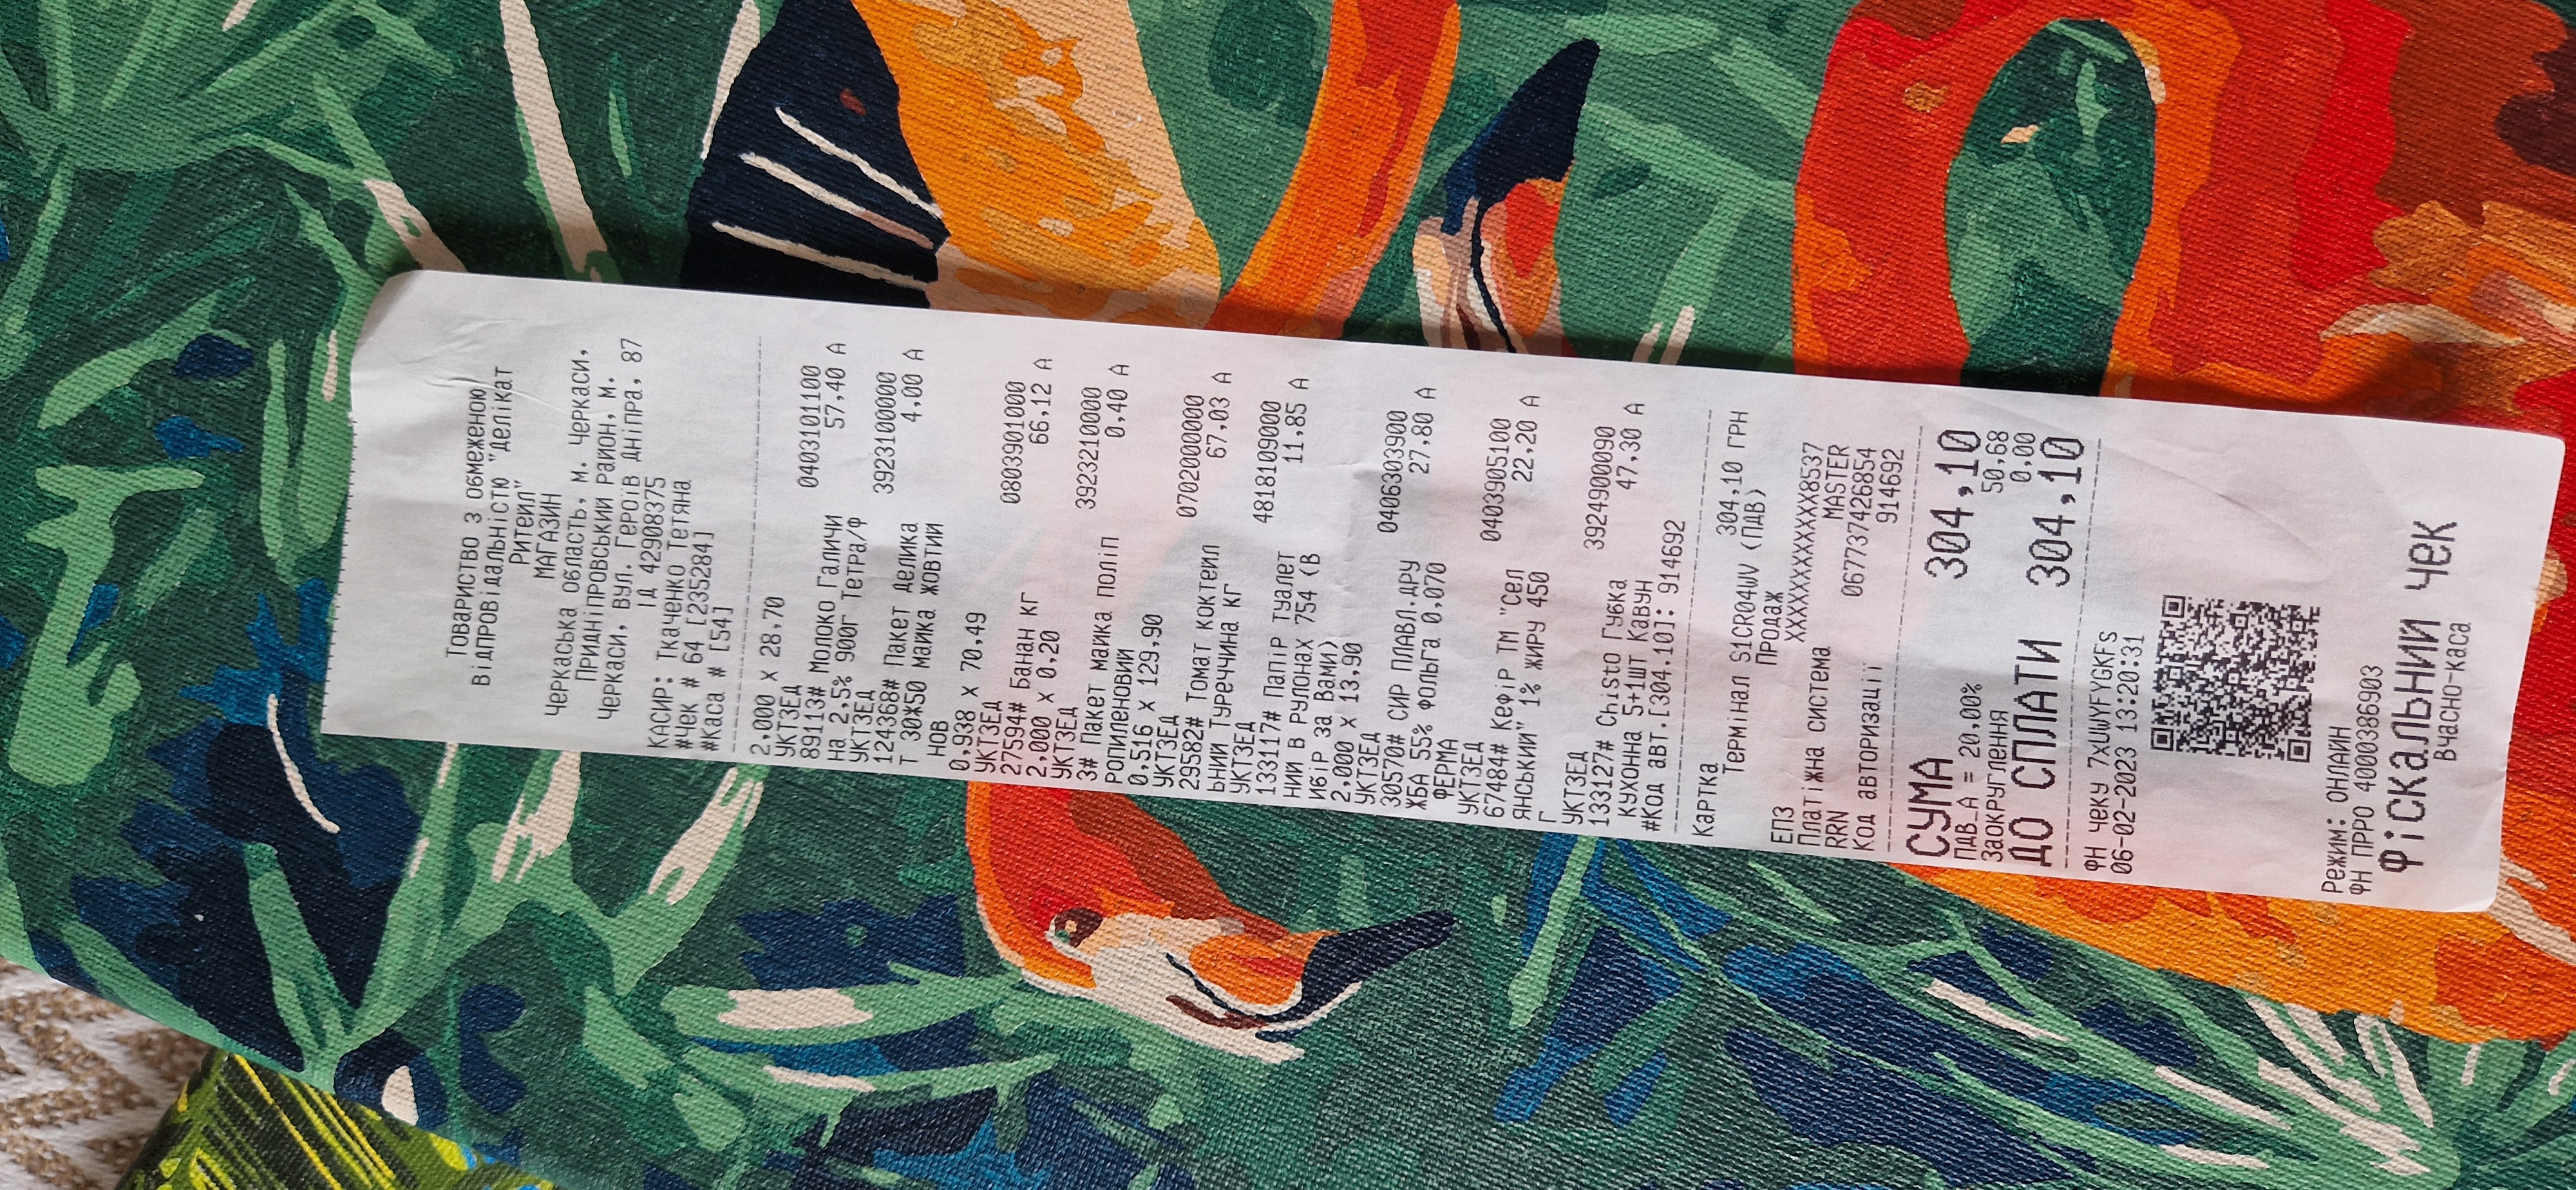 Товариство з обмеженою
відповідальністю "Делікат
Ритейл"
МАГАЗИН
Черкаська область, м. Черкаси,
Придніпровський район, м.
Черкаси, вул. Героїв Дніпра, 87
ІД 42908375
КАСИР: Ткаченко Тетяна
#Чек # 64 [235284]
#Каса # [54]
2,000 X 28,70
УКТЗЕД 0403101100
89113# Молоко Галичи 57,40 А
на 2,5% 900г Тетра/Ф
УКТЗЕД 3923100000
124368# Пакет Делика 4,00 А
т 30*50 майка жовтий
НОВ
0,938 X 70,49
УКТЗЕД 0803901000
27594# Банан кг 66,12 А
2,000 X 0,20
УКТЗЕД 3923210000
3# Пакет майка поліп 0,40 А
ропиленовий
0,516 X 129,90
УКТЗЕД 0702000000
29582# Томат коктейл 67,03 А
ьний Туреччина кг
УКТЗЕД 4818109000
133117# Папір туалет 11,85 А
ний в рулонах 754 (В
ибір за Вами)
2,000 X 13,90
УКТЗЕД 0406303900
30570# СИР ПЛАВЛ.ДРУ 27,80 А
ЖБА 55% ФОЛЬГА 0,070
ФЕРМА
УКТЗЕД 0403905100
67484# Кефір ТМ "Сел 22,20 А
янський" 1% жиру 450
г
УКТЗЕД 3924900090
133127# Chisto Губка 47,30 А
кухонна 5+1шт Кавун
#Код авт.[304.10]: 914692
Картка 304,10 ГРН
Термінал S1CR04WV (ПДВ)
Продаж
ЕПЗ XXXXXXXXXXXX8537
Платіжна система MASTER
RRN 067737426854
Код авторизації 914692
СУМА 304,10
ПДВ_А = 20,00% 50,68
Заокруглення 0,00
ДО СПЛАТИ 304,10
ФН чеку 7xUWYFYGKFs
06-02-2023 13:20:31
Режим: ОНЛАЙН
ФН ПРРО 4000386903
Фіскальний чек
Вчасно-каса